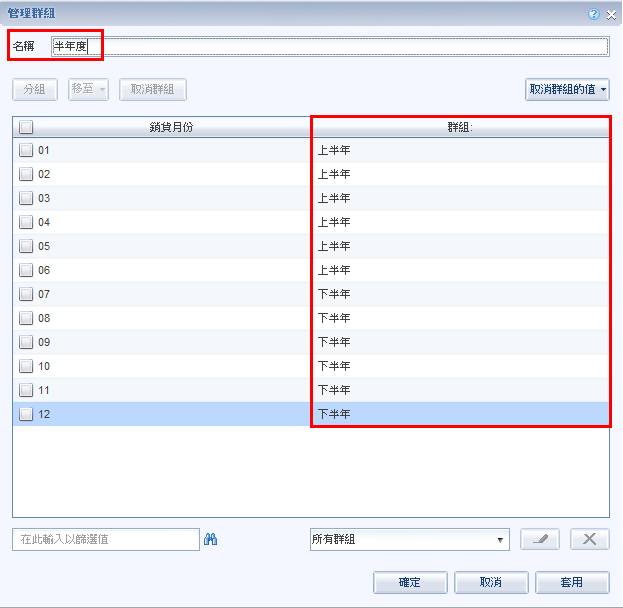 管理群組
名稱 半年度
分組 移至 取消群組 取消群組的值
銷貨月份 群組:
01 上半年
02 上半年
03 上半年
04 上半年
05 上半年
06 上半年
07 下半年
08 下半年
09 下半年
10 下半年
11 下半年
12 下半年
在此輸入以篩選值 所有群組
確定 取消 套用